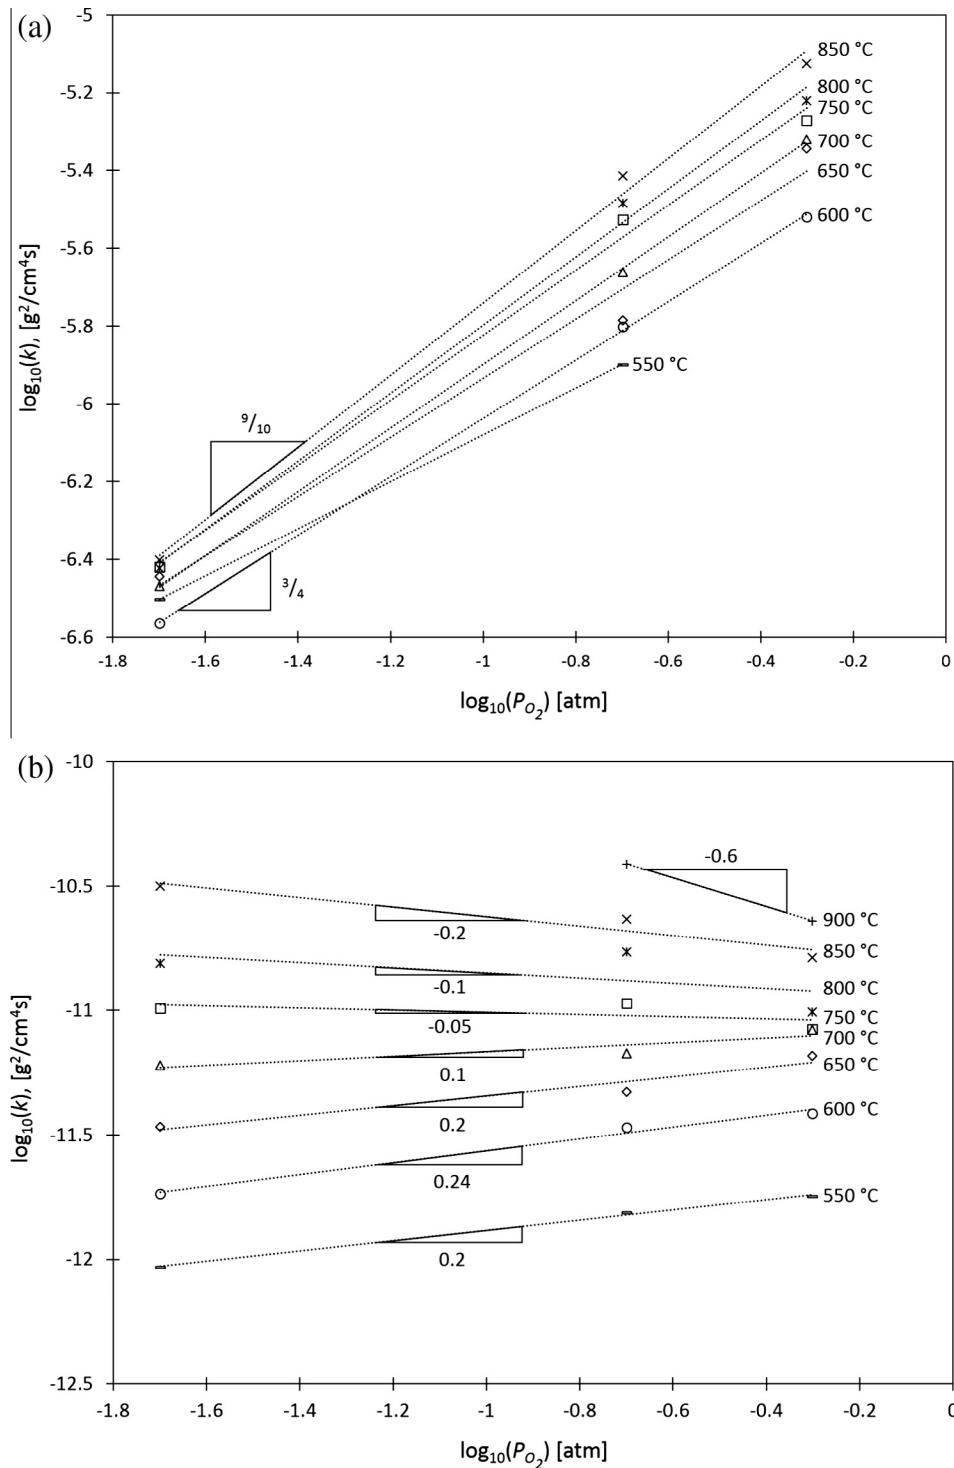 (a)
-5
-5.2
-5.4
-5.6
-5.8
-6
-6.2
-6.4
-6.6
log10(k), [g²/cm⁴s]
850 °C
800 °C
750 °C
700 °C
650 °C
600 °C
550 °C
9/10
3/4
-1.8 -1.6 -1.4 -1.2 -1 -0.8 -0.6 -0.4 -0.2 0
log10(PO2) [atm]
(b)
-10
-10.5
-11
-11.5
-12
-12.5
log10(k), [g²/cm⁴s]
-0.6
900 °C
-0.2
850 °C
-0.1
800 °C
-0.05
750 °C
700 °C
0.1
650 °C
0.2
600 °C
0.24
550 °C
0.2
-1.8 -1.6 -1.4 -1.2 -1 -0.8 -0.6 -0.4 -0.2 0
log10(PO2) [atm]